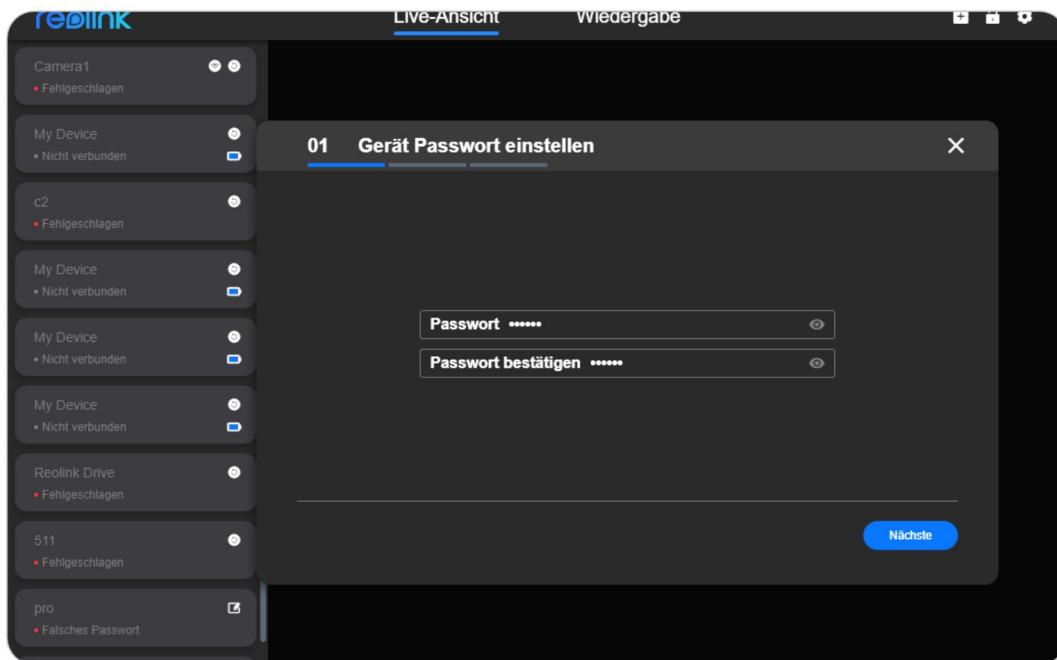 reolink
Live-Ansicht
Wiedergabe
Camera1
Fehlgeschlagen
My Device
Nicht verbunden
c2
Fehlgeschlagen
My Device
Nicht verbunden
My Device
Nicht verbunden
My Device
Nicht verbunden
Reolink Drive
Fehlgeschlagen
511
Fehlgeschlagen
pro
Falsches Passwort
01 Gerät Passwort einstellen
Passwort ••••••
Passwort bestätigen ••••••
Nächste